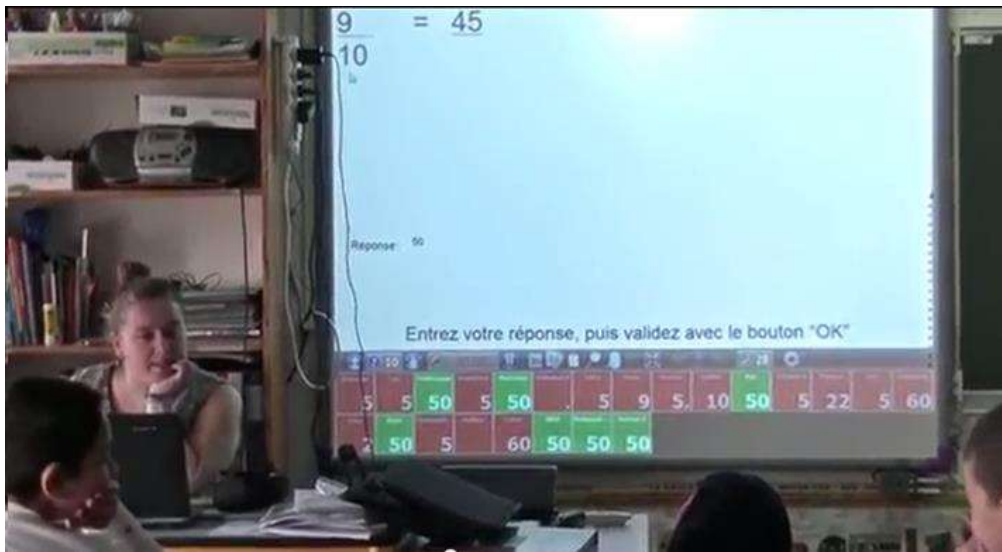 9 = 45
10
Réponse: 50
Entrez votre réponse, puis validez avec le bouton "OK"
5 5 50 5 50 . 5 9 5. 10 50 5 22 5 60
2 50 5 60 50 50 50